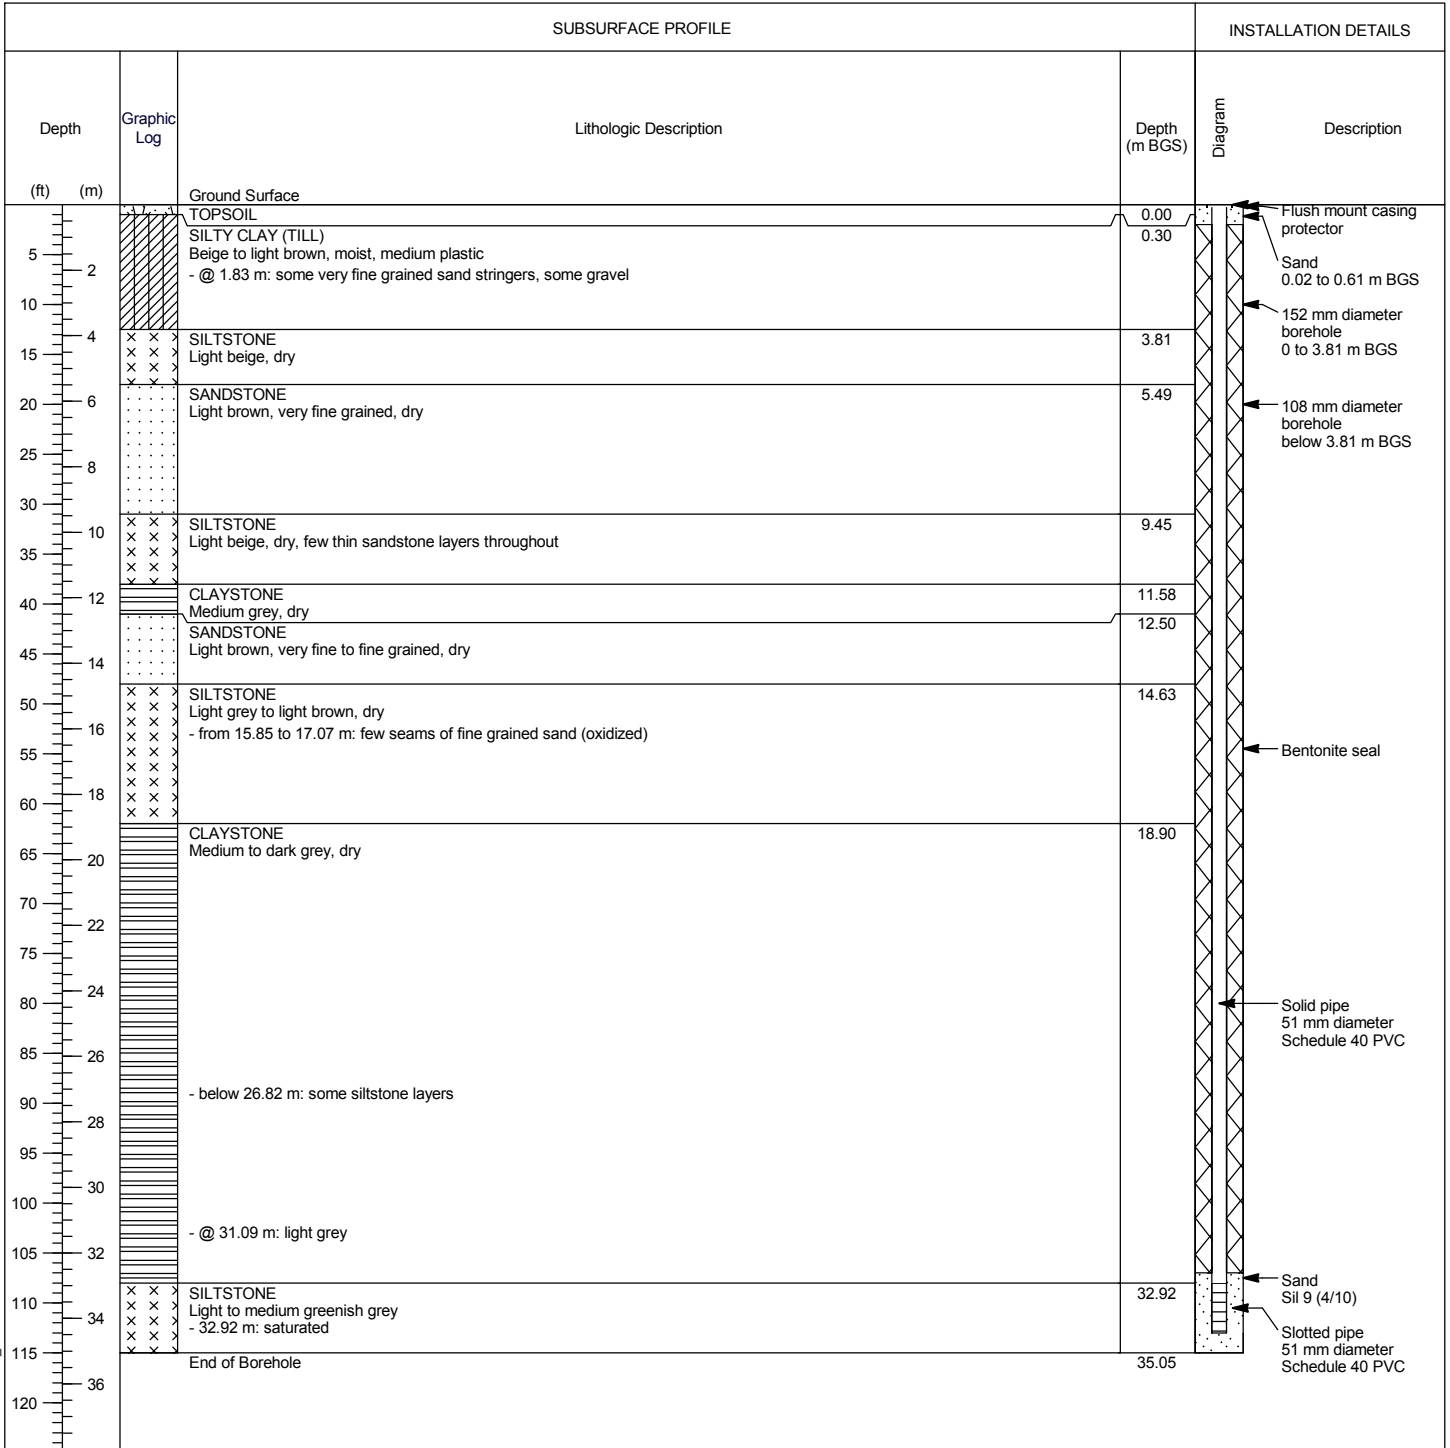 SUBSURFACE PROFILE
INSTALLATION DETAILS
Depth
Graphic
Log
Lithologic Description
Depth
(m BGS)
Diagram
Description
(ft)
(m)
Ground Surface
TOPSOIL
0.00
SILTY CLAY (TILL)
0.30
Beige to light brown, moist, medium plastic
- @ 1.83 m: some very fine grained sand stringers, some gravel
SILTSTONE
3.81
Light beige, dry
SANDSTONE
5.49
Light brown, very fine grained, dry
SILTSTONE
9.45
Light beige, dry, few thin sandstone layers throughout
CLAYSTONE
11.58
Medium grey, dry
SANDSTONE
12.50
Light brown, very fine to fine grained, dry
SILTSTONE
14.63
Light grey to light brown, dry
- from 15.85 to 17.07 m: few seams of fine grained sand (oxidized)
CLAYSTONE
18.90
Medium to dark grey, dry
- below 26.82 m: some siltstone layers
- @ 31.09 m: light grey
SILTSTONE
32.92
Light to medium greenish grey
- 32.92 m: saturated
End of Borehole
35.05
5
10
15
20
25
30
35
40
45
50
55
60
65
70
75
80
85
90
95
100
105
110
115
120
2
4
6
8
10
12
14
16
18
20
22
24
26
28
30
32
34
36
Flush mount casing
protector
Sand
0.02 to 0.61 m BGS
152 mm diameter
borehole
0 to 3.81 m BGS
108 mm diameter
borehole
below 3.81 m BGS
Bentonite seal
Solid pipe
51 mm diameter
Schedule 40 PVC
Sand
Sil 9 (4/10)
Slotted pipe
51 mm diameter
Schedule 40 PVC